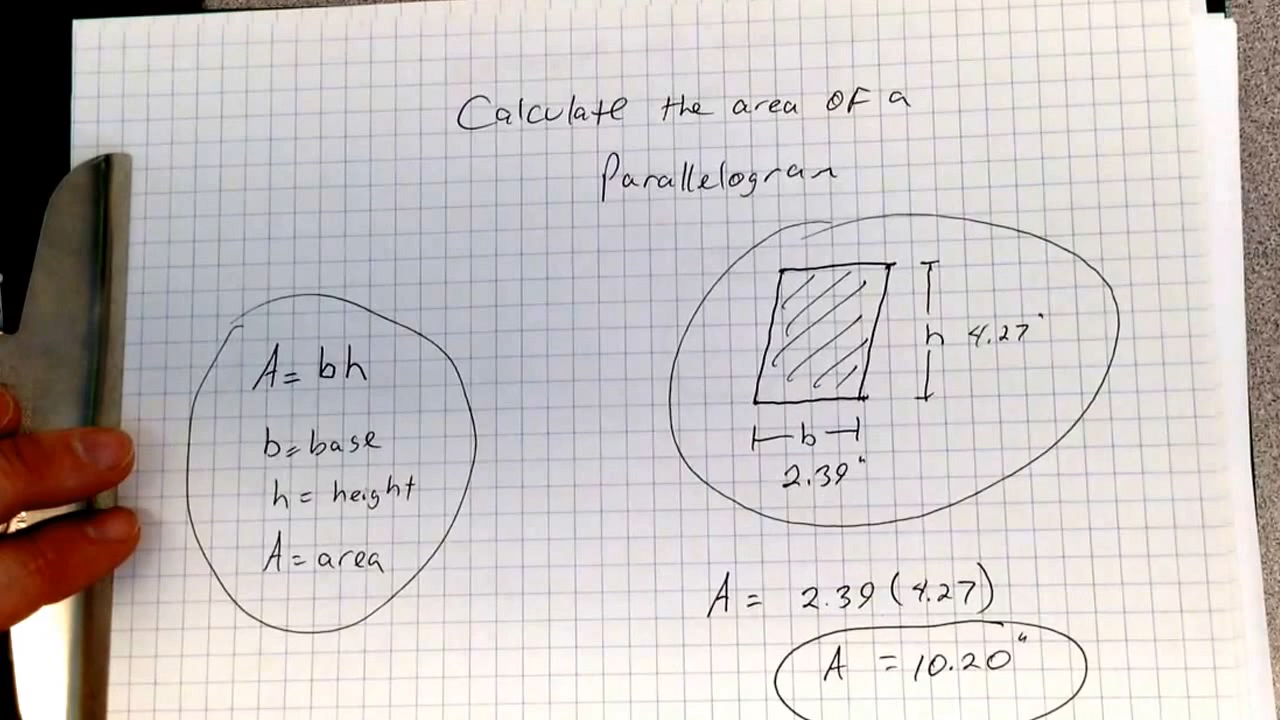 Calculate the area of a
Parallelogram
A = bh
b = base
h = height
A = area
h 4.27"
b
2.39"
A = 2.39 (4.27)
A = 10.20"